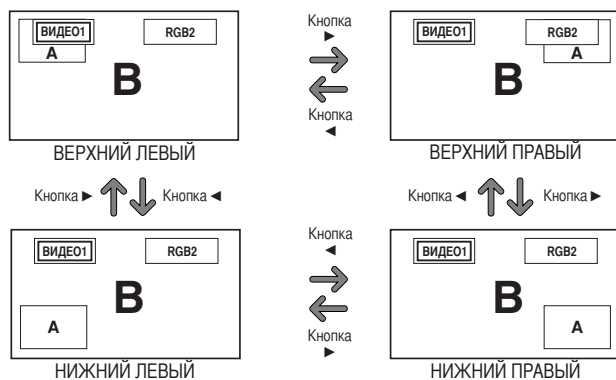 ВИДЕО1 RGB2
A
B
ВЕРХНИЙ ЛЕВЫЙ
Кнопка
►
Кнопка
◄
ВИДЕО1 RGB2
A
B
ВЕРХНИЙ ПРАВЫЙ
Кнопка ► Кнопка ◄
Кнопка ◄ Кнопка ►
ВИДЕО1 RGB2
B
A
НИЖНИЙ ЛЕВЫЙ
Кнопка
◄
Кнопка
►
ВИДЕО1 RGB2
B
A
НИЖНИЙ ПРАВЫЙ